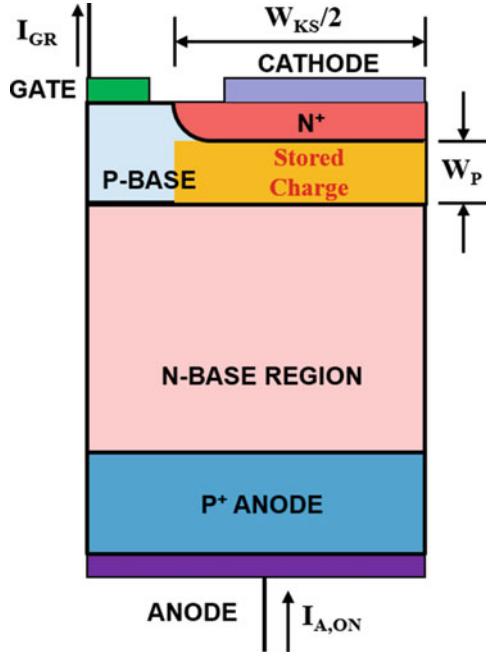 I_GR
W_KS/2
CATHODE
GATE
N⁺
Stored
Charge
P-BASE
W_P
N-BASE REGION
P⁺ ANODE
ANODE
I_A,ON